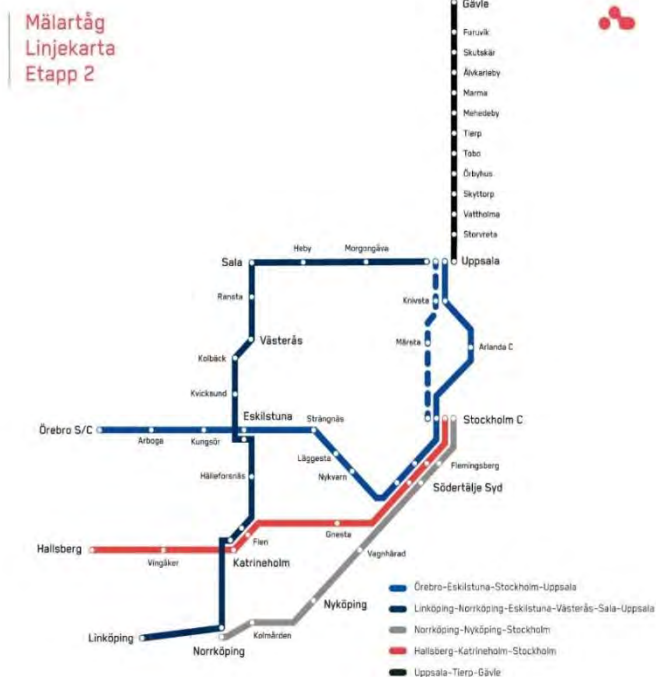 Mälartåg
Linjekarta
Etapp 2
Gävle
Furuvik
Skutskär
Älvkarleby
Marma
Mehedeby
Tierp
Tobo
Örbyhus
Skyttorp
Vattholma
Storvreta
Uppsala
Sala
Heby
Morgongåva
Ransta
Knivsta
Västerås
Märsta
Arlanda C
Kolbäck
Kvicksund
Örebro S/C
Arboga
Kungsör
Eskilstuna
Strängnäs
Stockholm C
Läggesta
Nykvarn
Flemingsberg
Södertälje Syd
Hälleforsnäs
Hallsberg
Vingåker
Flen
Katrineholm
Gnesta
Vagnhärad
Nyköping
Kolmården
Linköping
Norrköping
Örebro-Eskilstuna-Stockholm-Uppsala
Linköping-Norrköping-Eskilstuna-Västerås-Sala-Uppsala
Norrköping-Nyköping-Stockholm
Hallsberg-Katrineholm-Stockholm
Uppsala-Tierp-Gävle